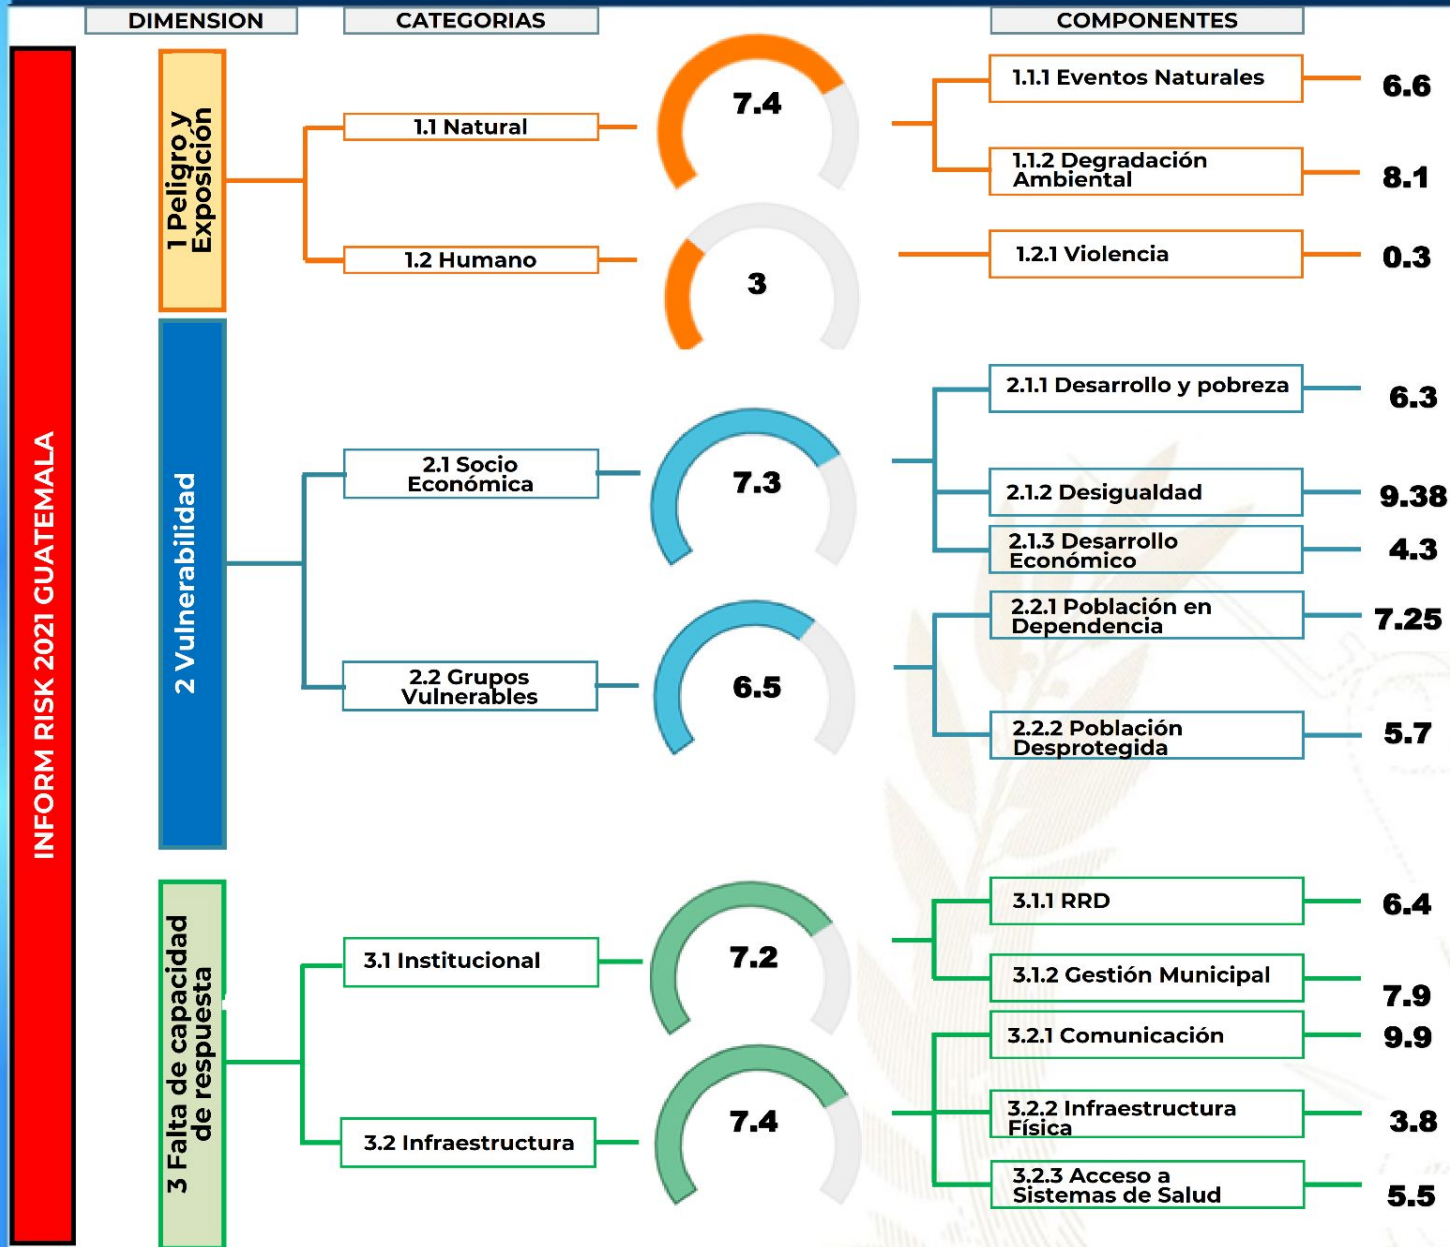 DIMENSION
CATEGORIAS
COMPONENTES
INFORM RISK 2021 GUATEMALA
1 Peligro y
Exposición
1.1 Natural
7.4
1.1.1 Eventos Naturales
6.6
1.1.2 Degradación
Ambiental
8.1
1.2 Humano
3
1.2.1 Violencia
0.3
2 Vulnerabilidad
2.1 Socio
Económica
7.3
2.1.1 Desarrollo y pobreza
6.3
2.1.2 Desigualdad
9.38
2.1.3 Desarrollo
Económico
4.3
2.2 Grupos
Vulnerables
6.5
2.2.1 Población en
Dependencia
7.25
2.2.2 Población
Desprotegida
5.7
3 Falta de capacidad
de respuesta
3.1 Institucional
7.2
3.1.1 RRD
6.4
3.1.2 Gestión Municipal
7.9
3.2 Infraestructura
7.4
3.2.1 Comunicación
9.9
3.2.2 Infraestructura
Física
3.8
3.2.3 Acceso a
Sistemas de Salud
5.5